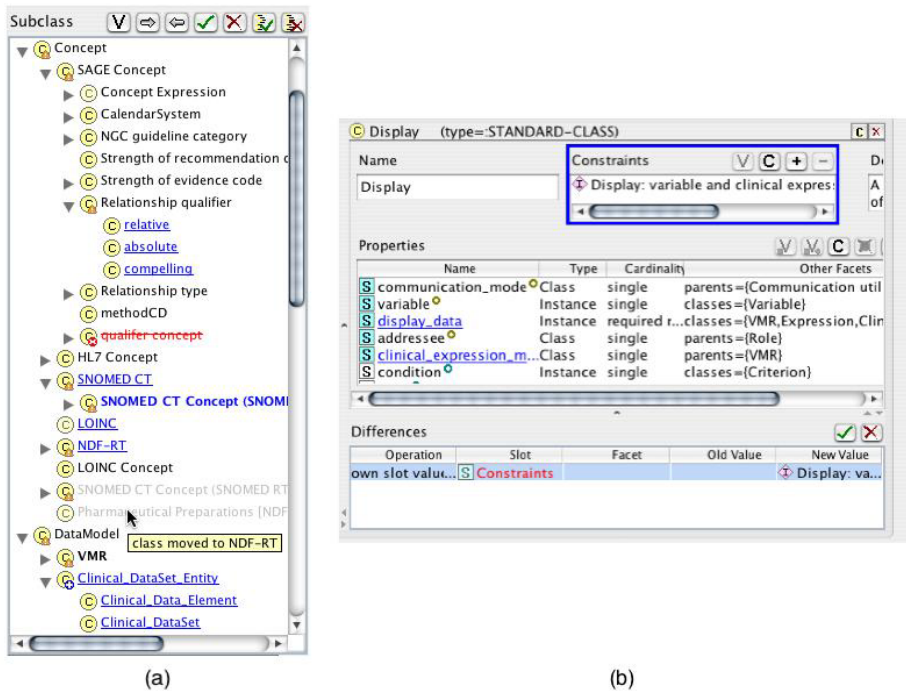 Subclass
V
Concept
SAGE Concept
Concept Expression
CalendarSystem
NGC guideline category
Strength of recommendation c
Strength of evidence code
Relationship qualifier
relative
absolute
compelling
Relationship type
methodCD
qualifer concept
HL7 Concept
SNOMED CT
SNOMED CT Concept (SNOMI
LOINC
NDF-RT
LOINC Concept
SNOMED CT Concept (SNOMED RT
Pharmaceutical Preparations [NDF
DataModel
class moved to NDF-RT
VMR
Clinical_DataSet_Entity
Clinical_Data_Element
Clinical_DataSet
(a)
C Display (type=:STANDARD-CLASS) C X
Name Constraints V C + -
Display Display: variable and clinical expres: A
of
Properties V V C
Name Type Cardinality Other Facets
S communication_mode Class single parents={Communication util
S variable Instance single classes={Variable}
S display_data Instance required r...classes={VMR,Expression,Clin
S addressee Class single parents={Role}
S clinical_expression_m...Class single parents={VMR}
S condition Instance single classes={Criterion}
Differences
Operation Slot Facet Old Value New Value
own slot value... S Constraints Display: va...
(b)